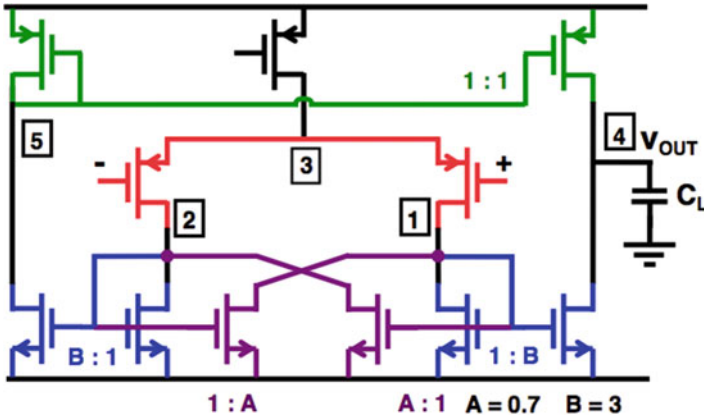 1 : 1
5
3
4
VOUT
-
+
CL
2
1
B : 1
1 : B
1 : A
A : 1
A = 0.7
B = 3